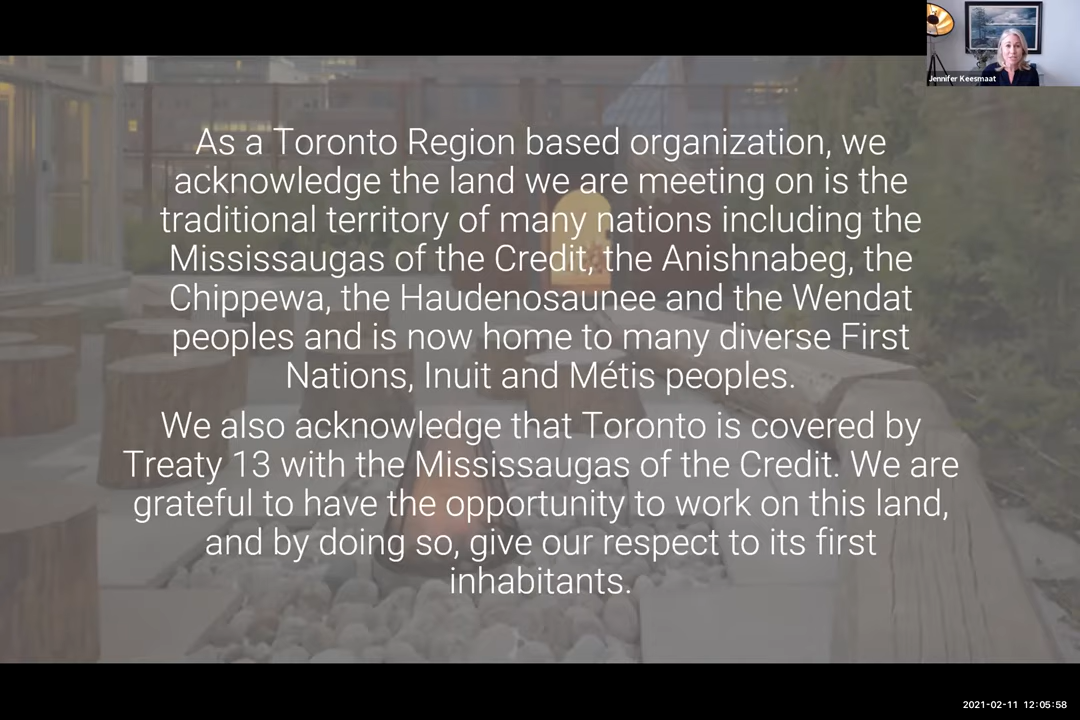 Jennifer Keesmaat
As a Toronto Region based organization, we
acknowledge the land we are meeting on is the
traditional territory of many nations including the
Mississaugas of the Credit, the Anishnabeg, the
Chippewa, the Haudenosaunee and the Wendat
peoples and is now home to many diverse First
Nations, Inuit and Métis peoples.
We also acknowledge that Toronto is covered by
Treaty 13 with the Mississaugas of the Credit. We are
grateful to have the opportunity to work on this land,
and by doing so, give our respect to its first
inhabitants.
2021-02-11 12:05:58